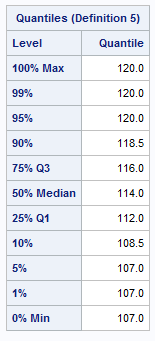 Quantiles (Definition 5)
Level Quantile
100% Max 120.0
99% 120.0
95% 120.0
90% 118.5
75% Q3 116.0
50% Median 114.0
25% Q1 112.0
10% 108.5
5% 107.0
1% 107.0
0% Min 107.0